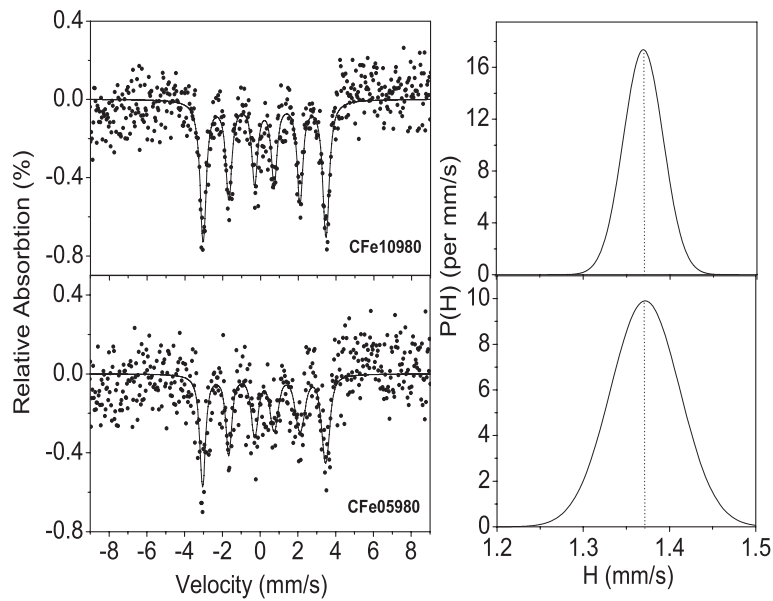 0.4
0.0
-0.4
-0.8
CFe10980
0.4
0.0
-0.4
-0.8
CFe05980
-8 -6 -4 -2 0 2 4 6 8
Velocity (mm/s)
Relative Absorbtion (%)
16
12
8
4
0
10
8
6
4
2
0
1.2 1.3 1.4 1.5
H (mm/s)
P(H) (per mm/s)